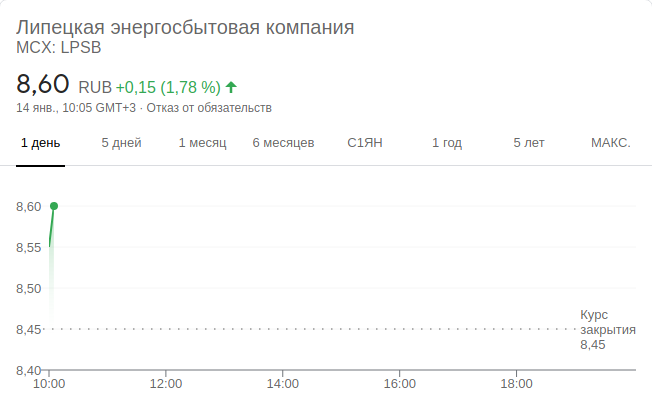 Липецкая энергосбытовая компания
MCX: LPSB
8,60 RUB +0,15 (1,78 %)
14 янв., 10:05 GMT+3 · Отказ от обязательств
1 день 5 дней 1 месяц 6 месяцев С1ЯН 1 год 5 лет МАКС.
8,60
8,55
8,50
Курс
закрытия
8,45
8,45
8,40
10:00 12:00 14:00 16:00 18:00